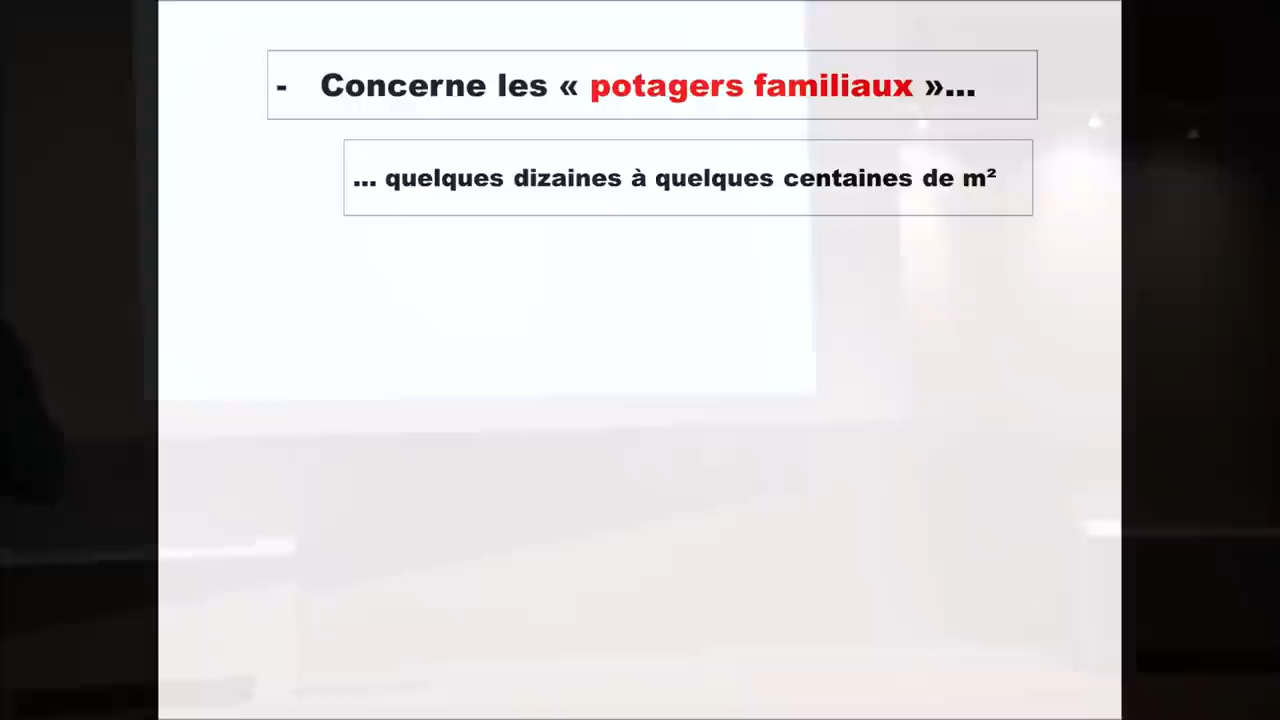 - Concerne les « potagers familiaux »...
... quelques dizaines à quelques centaines de m²